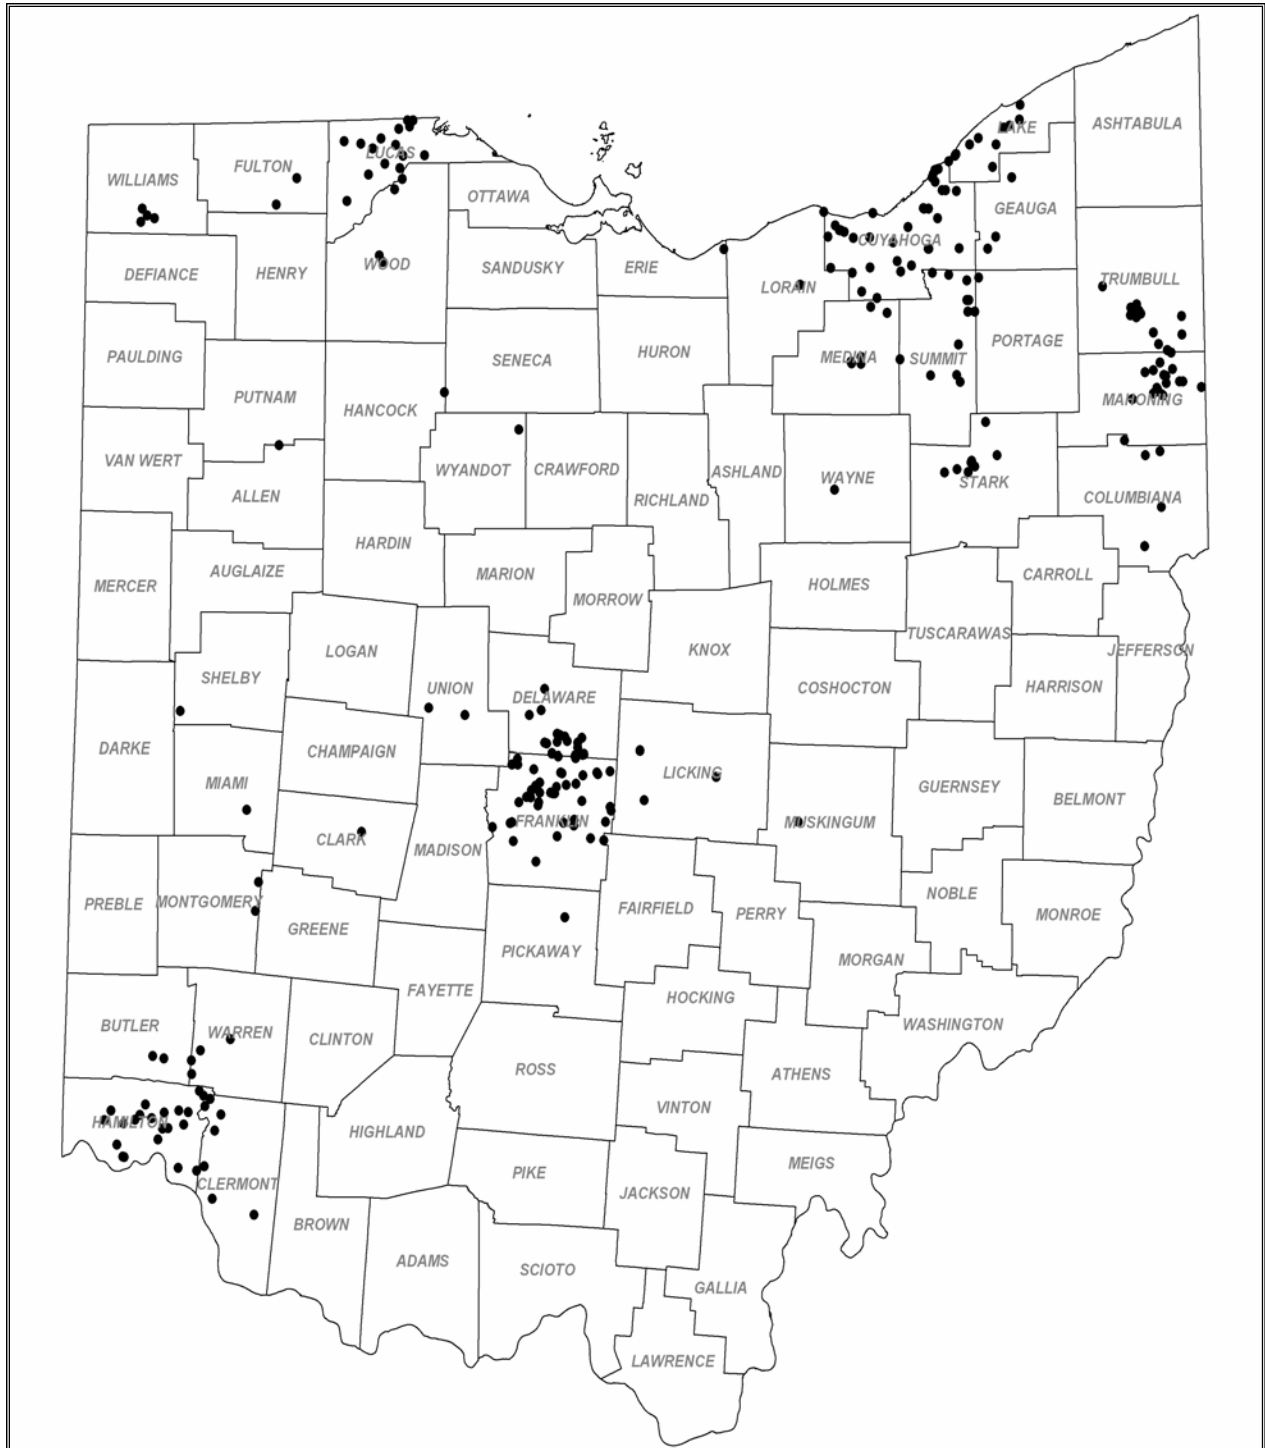 ASHTABULA
LAKE
LUCAS
FULTON
WILLIAMS
OTTAWA
GEAUGA
CUYAHOGA
WOOD
SANDUSKY
ERIE
DEFIANCE
HENRY
TRUMBULL
LORAIN
PORTAGE
HURON
PAULDING
SENECA
MEDINA
SUMMIT
PUTNAM
MAHONING
HANCOCK
VAN WERT
WYANDOT
CRAWFORD
ASHLAND
WAYNE
STARK
ALLEN
RICHLAND
COLUMBIANA
HARDIN
AUGLAIZE
MARION
CARROLL
MERCER
HOLMES
MORROW
TUSCARAWAS
LOGAN
KNOX
JEFFERSON
SHELBY
UNION
DELAWARE
COSHOCTON
HARRISON
DARKE
CHAMPAIGN
LICKING
MIAMI
GUERNSEY
BELMONT
FRANKLIN
MUSKINGUM
CLARK
MADISON
NOBLE
PREBLE
MONTGOMERY
FAIRFIELD
PERRY
MONROE
GREENE
PICKAWAY
MORGAN
FAYETTE
HOCKING
BUTLER
WARREN
CLINTON
WASHINGTON
ROSS
ATHENS
VINTON
HAMILTON
HIGHLAND
MEIGS
PIKE
CLERMONT
JACKSON
BROWN
ADAMS
SCIOTO
GALLIA
LAWRENCE